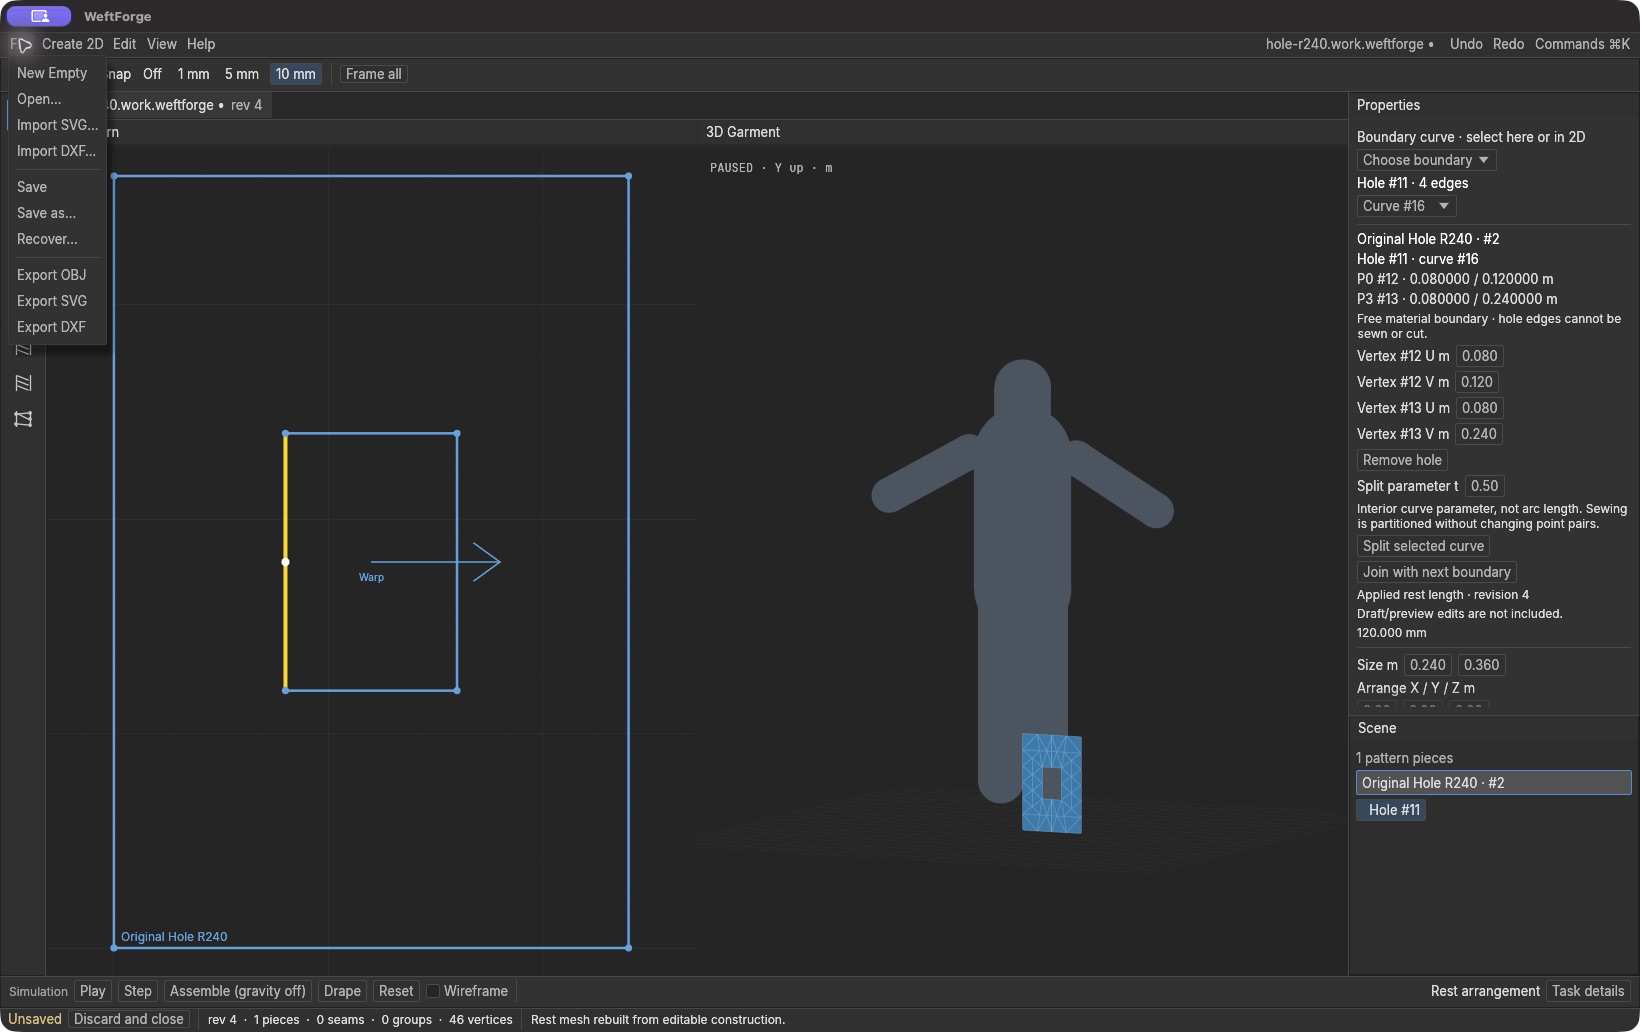 WeftForge
Create 2D Edit View Help
hole-r240.work.weftforge • Undo Redo Commands ⌘K
New Empty
Open...
Import SVG...
Import DXF...
Save
Save as...
Recover...
Export OBJ
Export SVG
Export DXF
Off 1 mm 5 mm 10 mm Frame all
0.work.weftforge • rev 4
3D Garment
PAUSED · Y up · m
Warp
Original Hole R240
Properties
Boundary curve · select here or in 2D
Choose boundary
Hole #11 · 4 edges
Curve #16
Original Hole R240 · #2
Hole #11 · curve #16
P0 #12 · 0.080000 / 0.120000 m
P3 #13 · 0.080000 / 0.240000 m
Free material boundary · hole edges cannot be
sewn or cut.
Vertex #12 U m 0.080
Vertex #12 V m 0.120
Vertex #13 U m 0.080
Vertex #13 V m 0.240
Remove hole
Split parameter t 0.50
Interior curve parameter, not arc length. Sewing
is partitioned without changing point pairs.
Split selected curve
Join with next boundary
Applied rest length · revision 4
Draft/preview edits are not included.
120.000 mm
Size m 0.240 0.360
Arrange X / Y / Z m
Scene
1 pattern pieces
Original Hole R240 · #2
Hole #11
Simulation Play Step Assemble (gravity off) Drape Reset Wireframe
Rest arrangement Task details
Unsaved Discard and close rev 4 · 1 pieces · 0 seams · 0 groups · 46 vertices Rest mesh rebuilt from editable construction.